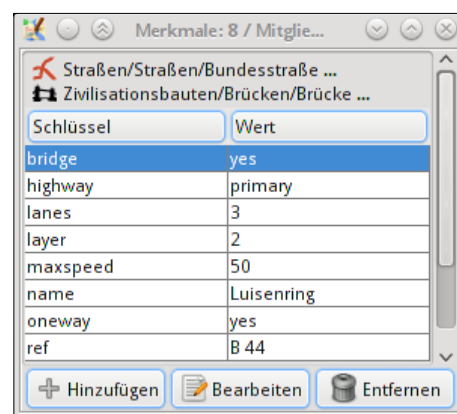 Merkmale: 8 / Mitglie...
Straßen/Straßen/Bundesstraße ...
Zivilisationsbauten/Brücken/Brücke ...
Schlüssel Wert
bridge yes
highway primary
lanes 3
layer 2
maxspeed 50
name Luisenring
oneway yes
ref B 44
Hinzufügen Bearbeiten Entfernen